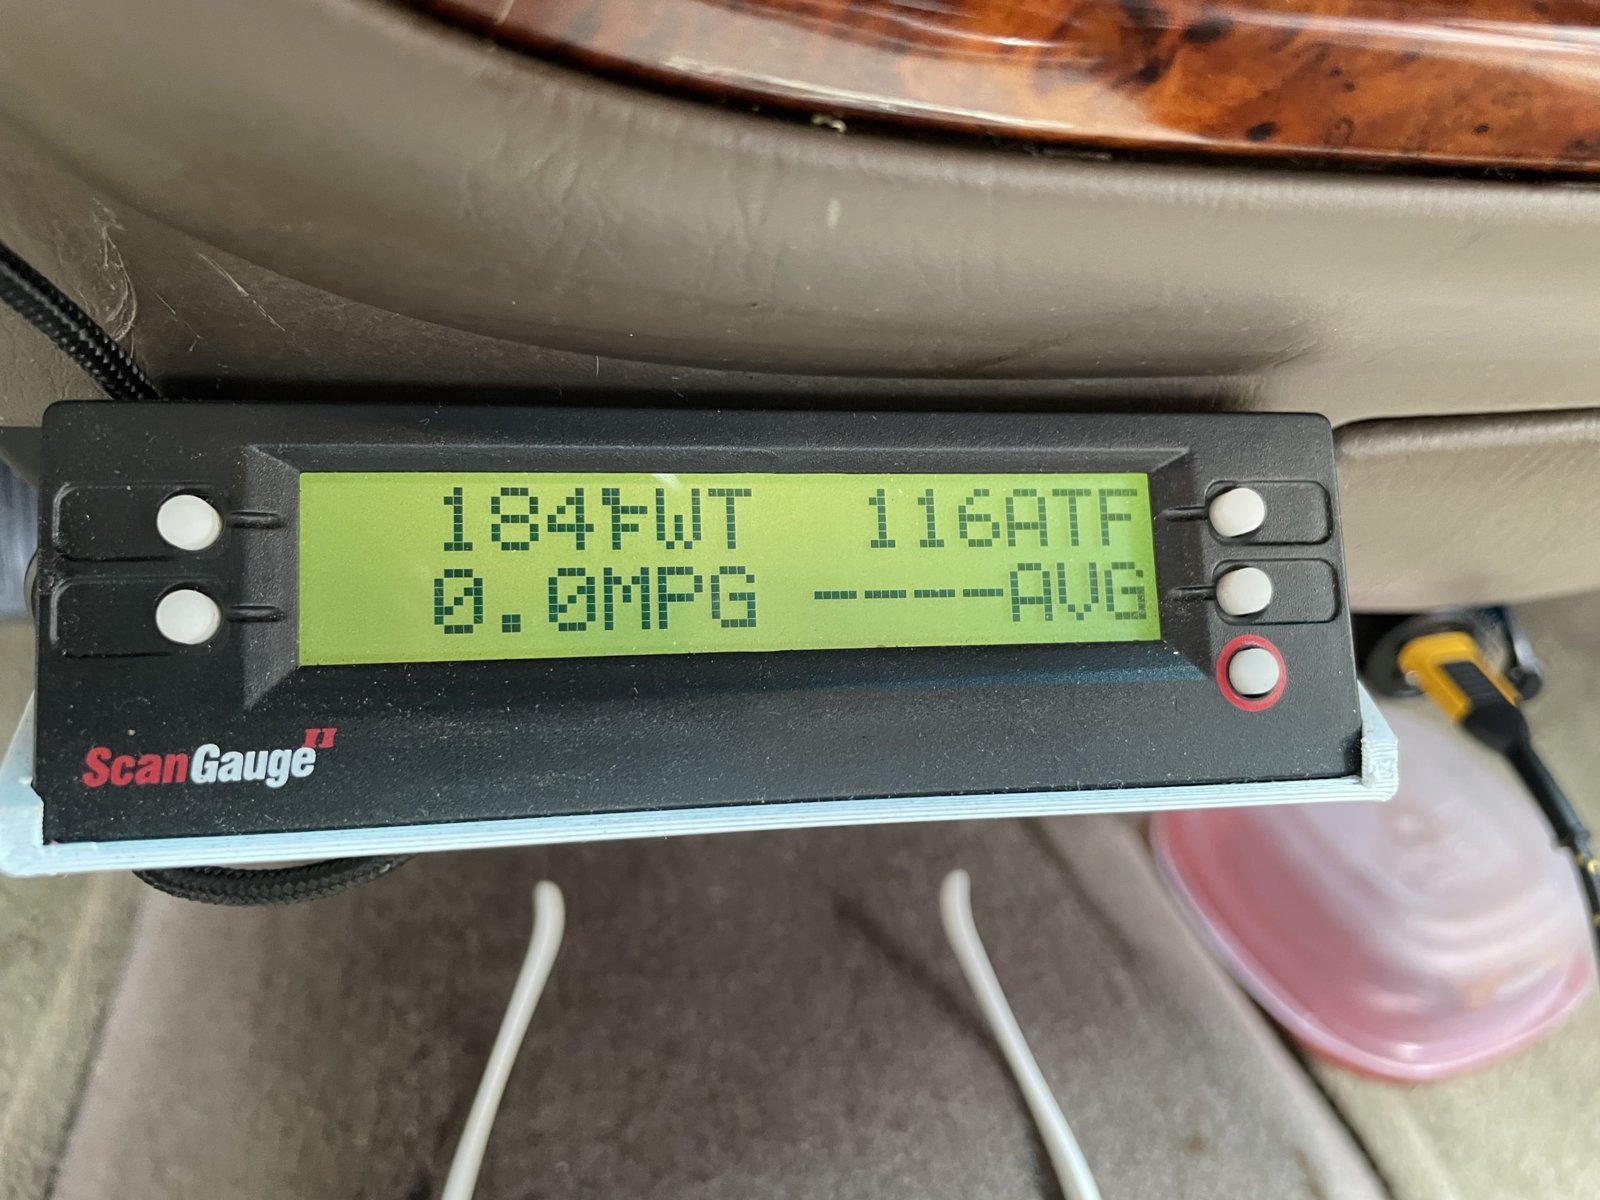 184°FWT 116ATF
0.0MPG ----AVG
ScanGauge II